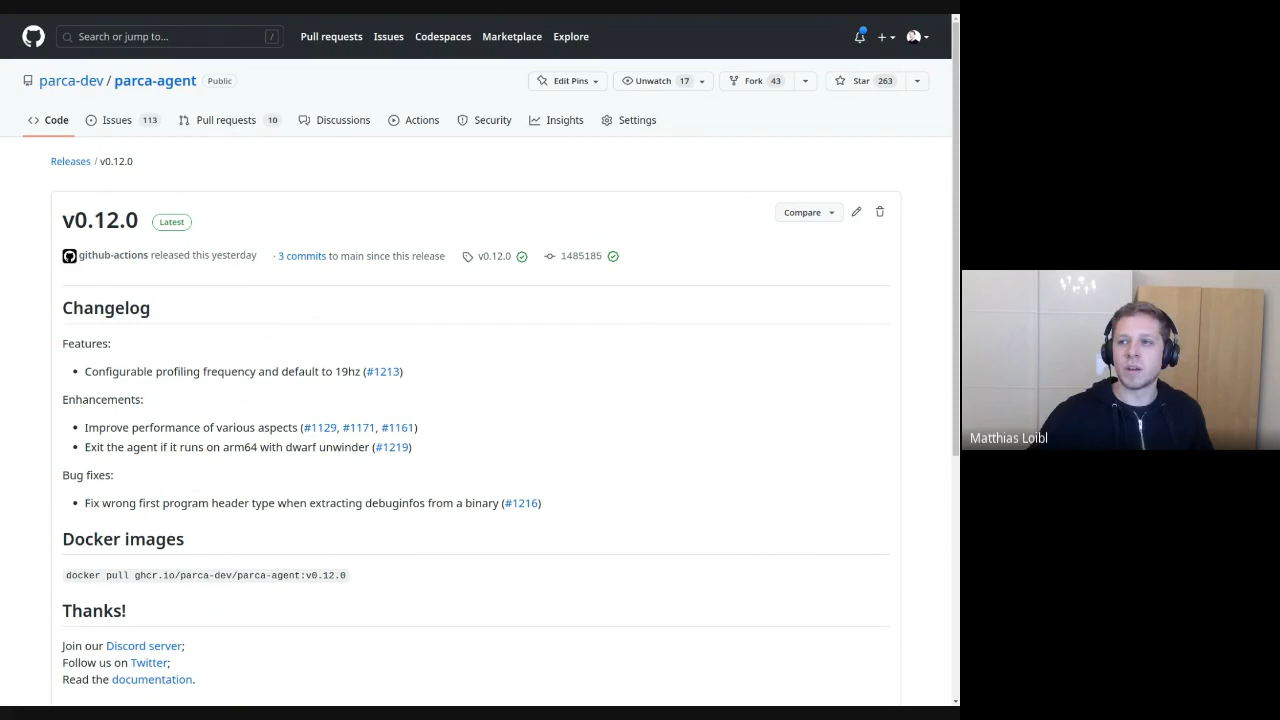 Search or jump to... /
Pull requests Issues Codespaces Marketplace Explore
parca-dev / parca-agent Public
Edit Pins Unwatch 17 Fork 43 Star 263
Code Issues 113 Pull requests 10 Discussions Actions Security Insights Settings
Releases / v0.12.0
v0.12.0 Latest
Compare
github-actions released this yesterday · 3 commits to main since this release v0.12.0 1485185
Changelog
Features:
• Configurable profiling frequency and default to 19hz (#1213)
Enhancements:
• Improve performance of various aspects (#1129, #1171, #1161)
• Exit the agent if it runs on arm64 with dwarf unwinder (#1219)
Bug fixes:
• Fix wrong first program header type when extracting debuginfos from a binary (#1216)
Docker images
docker pull ghcr.io/parca-dev/parca-agent:v0.12.0
Thanks!
Join our Discord server;
Follow us on Twitter;
Read the documentation.
Matthias Loibl